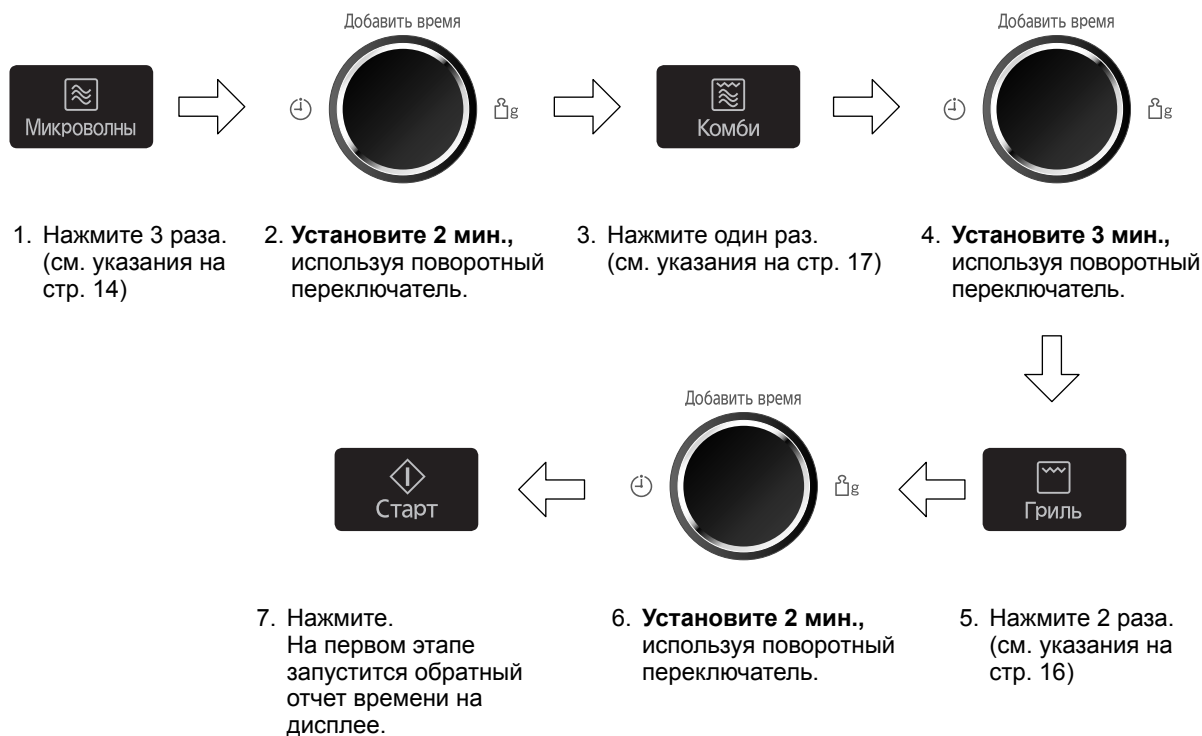 Добавить время
Добавить время
Микроволны
g
Комби
g
1. Нажмите 3 раза.
(см. указания на
стр. 14)
2. Установите 2 мин.,
используя поворотный
переключатель.
3. Нажмите один раз.
(см. указания на стр. 17)
4. Установите 3 мин.,
используя поворотный
переключатель.
Добавить время
Старт
g
Гриль
7. Нажмите.
На первом этапе
запустится обратный
отчет времени на
дисплее.
6. Установите 2 мин.,
используя поворотный
переключатель.
5. Нажмите 2 раза.
(см. указания на
стр. 16)